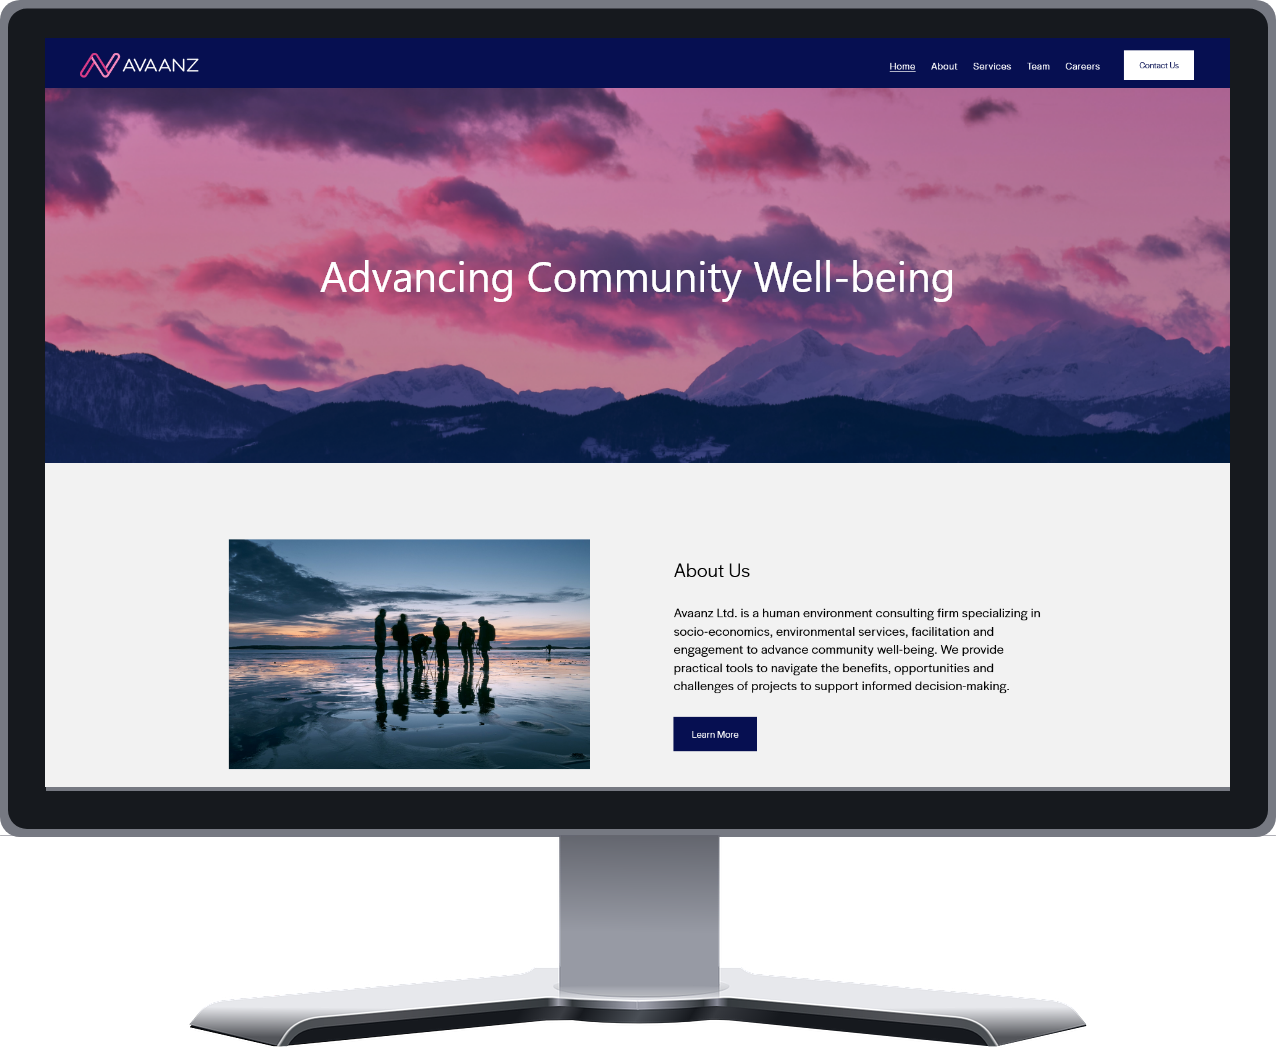 AVAANZ
Home About Services Team Careers Contact Us
Advancing Community Well-being
About Us
Avaanz Ltd. is a human environment consulting firm specializing in
socio-economics, environmental services, facilitation and
engagement to advance community well-being. We provide
practical tools to navigate the benefits, opportunities and
challenges of projects to support informed decision-making.
Learn More